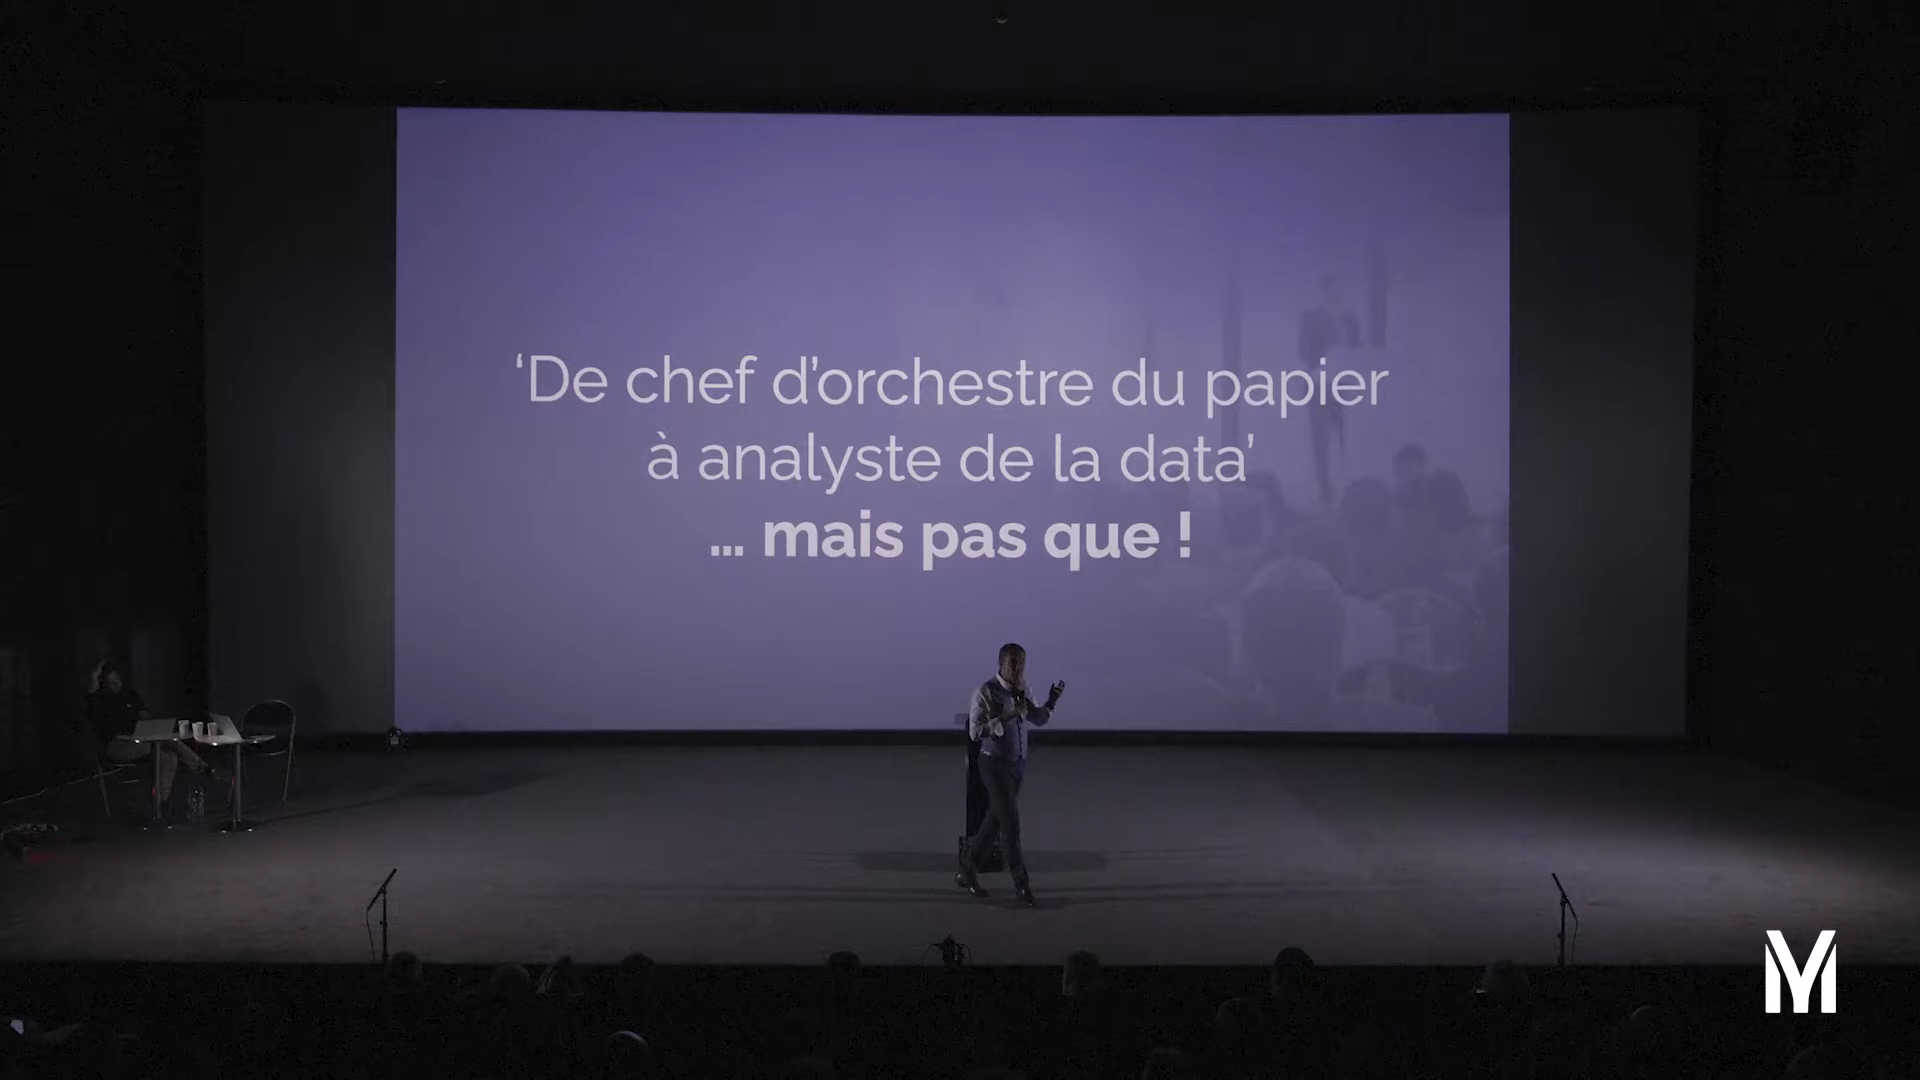 ‘De chef d’orchestre du papier
à analyste de la data’
... mais pas que !